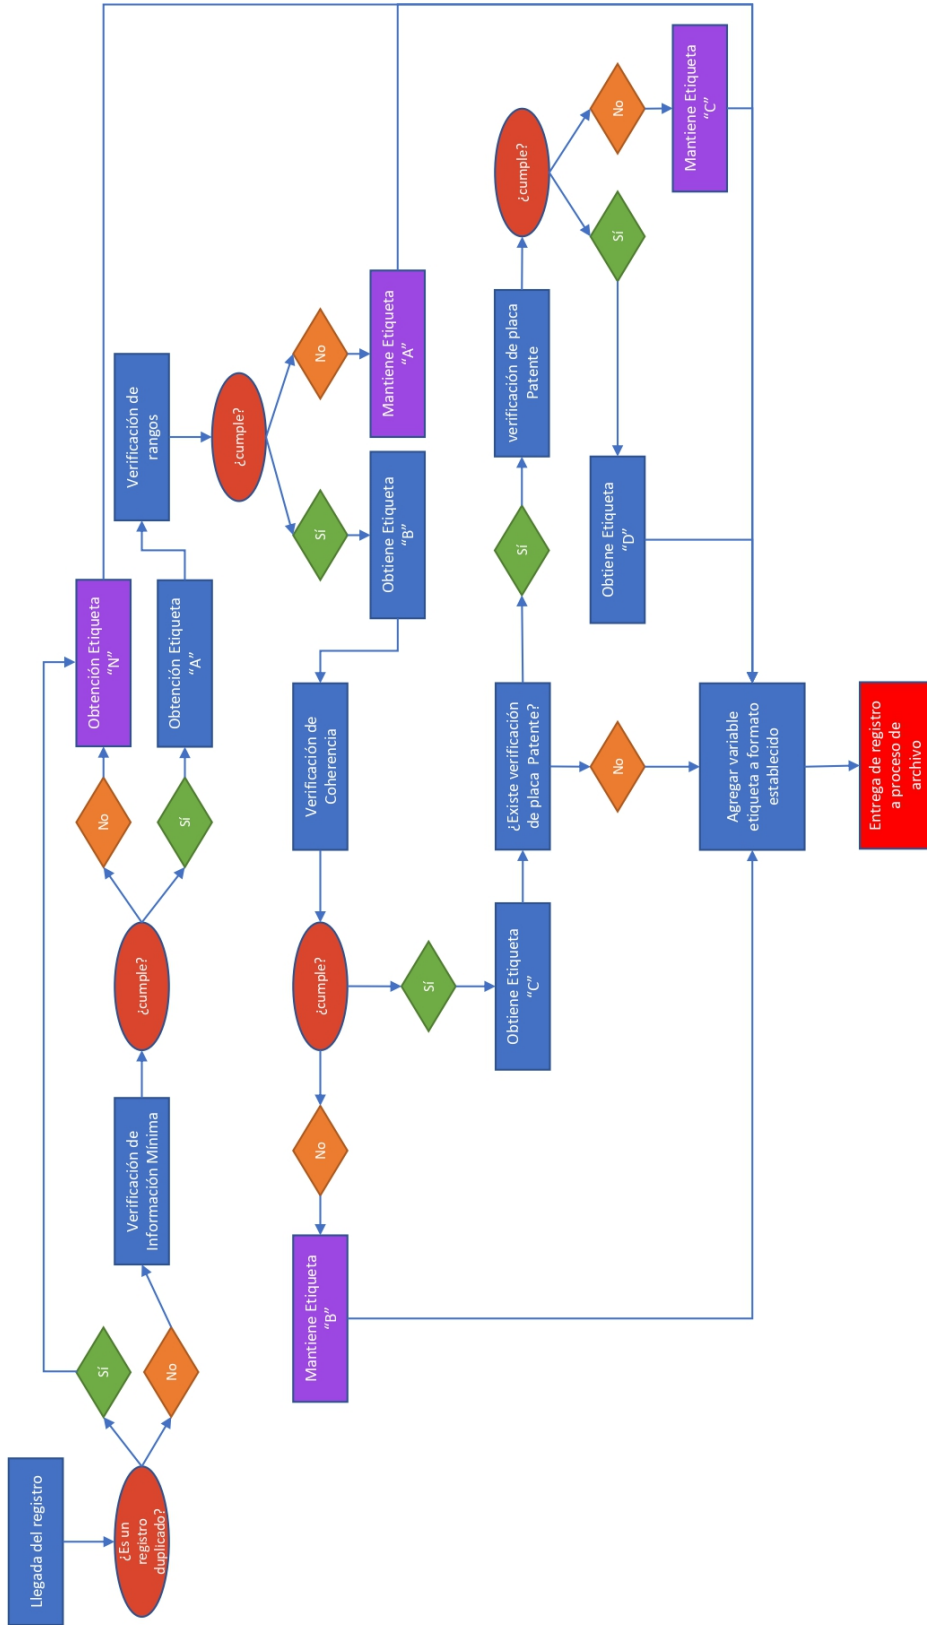 Llegada del registro
¿Es un
registro
duplicado?
Sí
No
Verificación de
Información Mínima
¿cumple?
No
Sí
Obtención Etiqueta
“N”
Obtención Etiqueta
“A”
Verificación de
rangos
¿cumple?
Sí
No
Obtiene Etiqueta
“B”
Mantiene Etiqueta
“A”
Verificación de
Coherencia
¿cumple?
No
Mantiene Etiqueta
“B”
Sí
Obtiene Etiqueta
“C”
¿Existe verificación
de placa Patente?
Sí
No
verificación de placa
Patente
¿cumple?
Sí
No
Obtiene Etiqueta
“D”
Mantiene Etiqueta
“C”
Agregar variable
etiqueta a formato
establecido
Entrega de registro
a proceso de
archivo